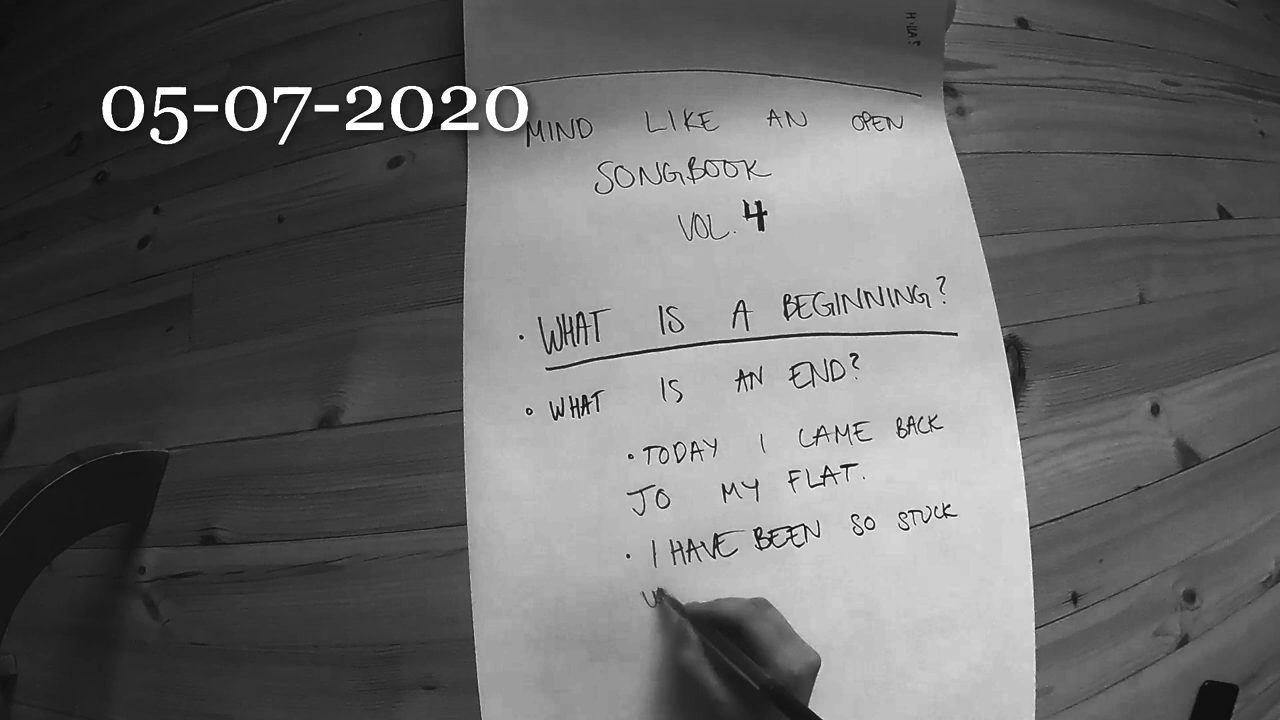 05-07-2020
MIND LIKE AN OPEN
SONGBOOK
VOL. 4
• WHAT IS A BEGINNING?
• WHAT IS AN END?
• TODAY I CAME BACK
TO MY FLAT.
• I HAVE BEEN SO STUCK